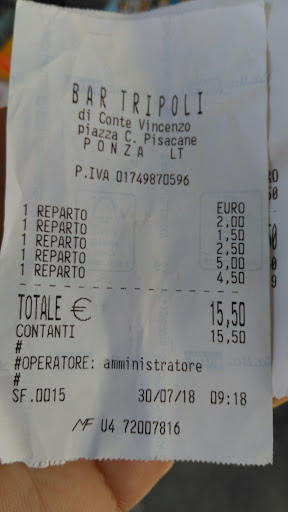 BAR TRIPOLI
di Conte Vincenzo
piazza C. Pisacane
PONZA LT
P.IVA 01749870596
EURO
1 REPARTO 2,00
1 REPARTO 1,50
1 REPARTO 2,50
1 REPARTO 5,00
1 REPARTO 4,50
TOTALE € 15,50
CONTANTI 15,50
#
#OPERATORE: amministratore
#
SF.0015 30/07/18 09:18
MF U4 72007816